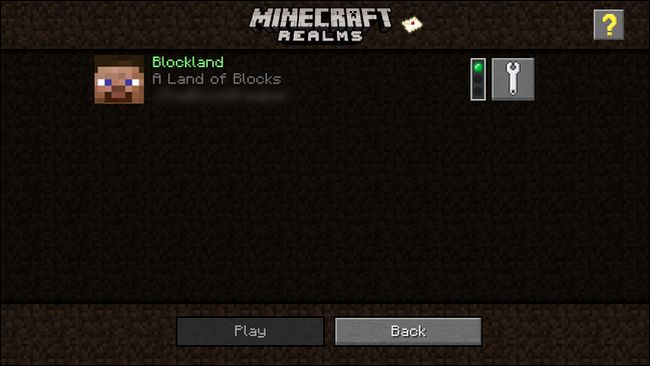 MINECRAFT
REALMS
?
Blockland
A Land of Blocks
Play
Back